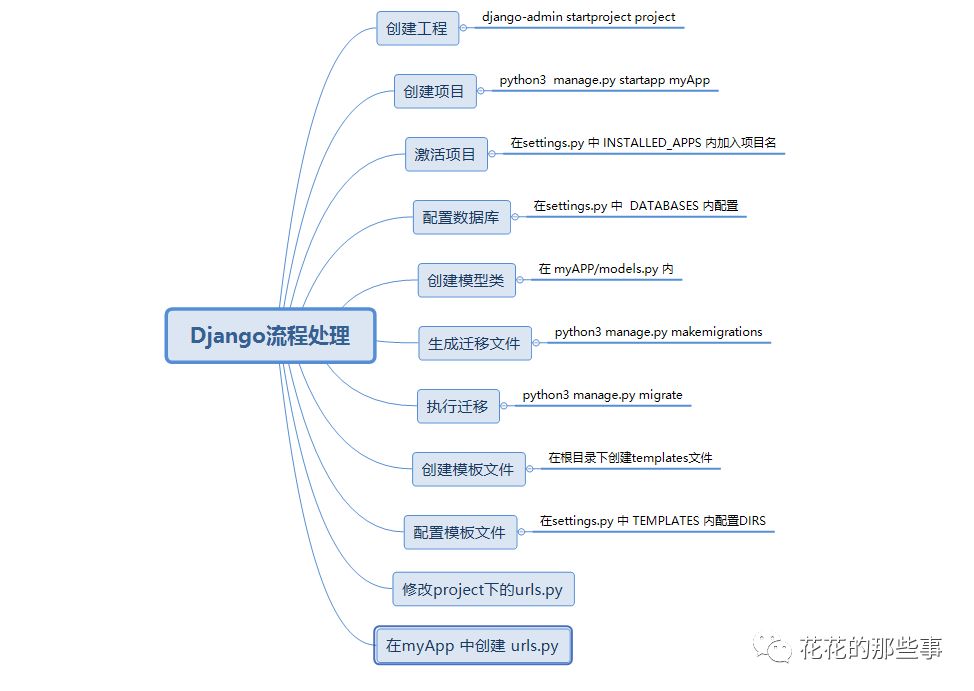 创建工程
django-admin startproject project
创建项目
python3  manage.py startapp myApp
激活项目
在settings.py 中 INSTALLED_APPS 内加入项目名
配置数据库
在settings.py 中  DATABASES 内配置
创建模型类
在 myAPP/models.py 内
Django流程处理
生成迁移文件
python3 manage.py makemigrations
执行迁移
python3 manage.py migrate
创建模板文件
在根目录下创建templates文件
配置模板文件
在settings.py 中 TEMPLATES 内配置DIRS
修改project下的urls.py
在myApp 中创建 urls.py
花花的那些事